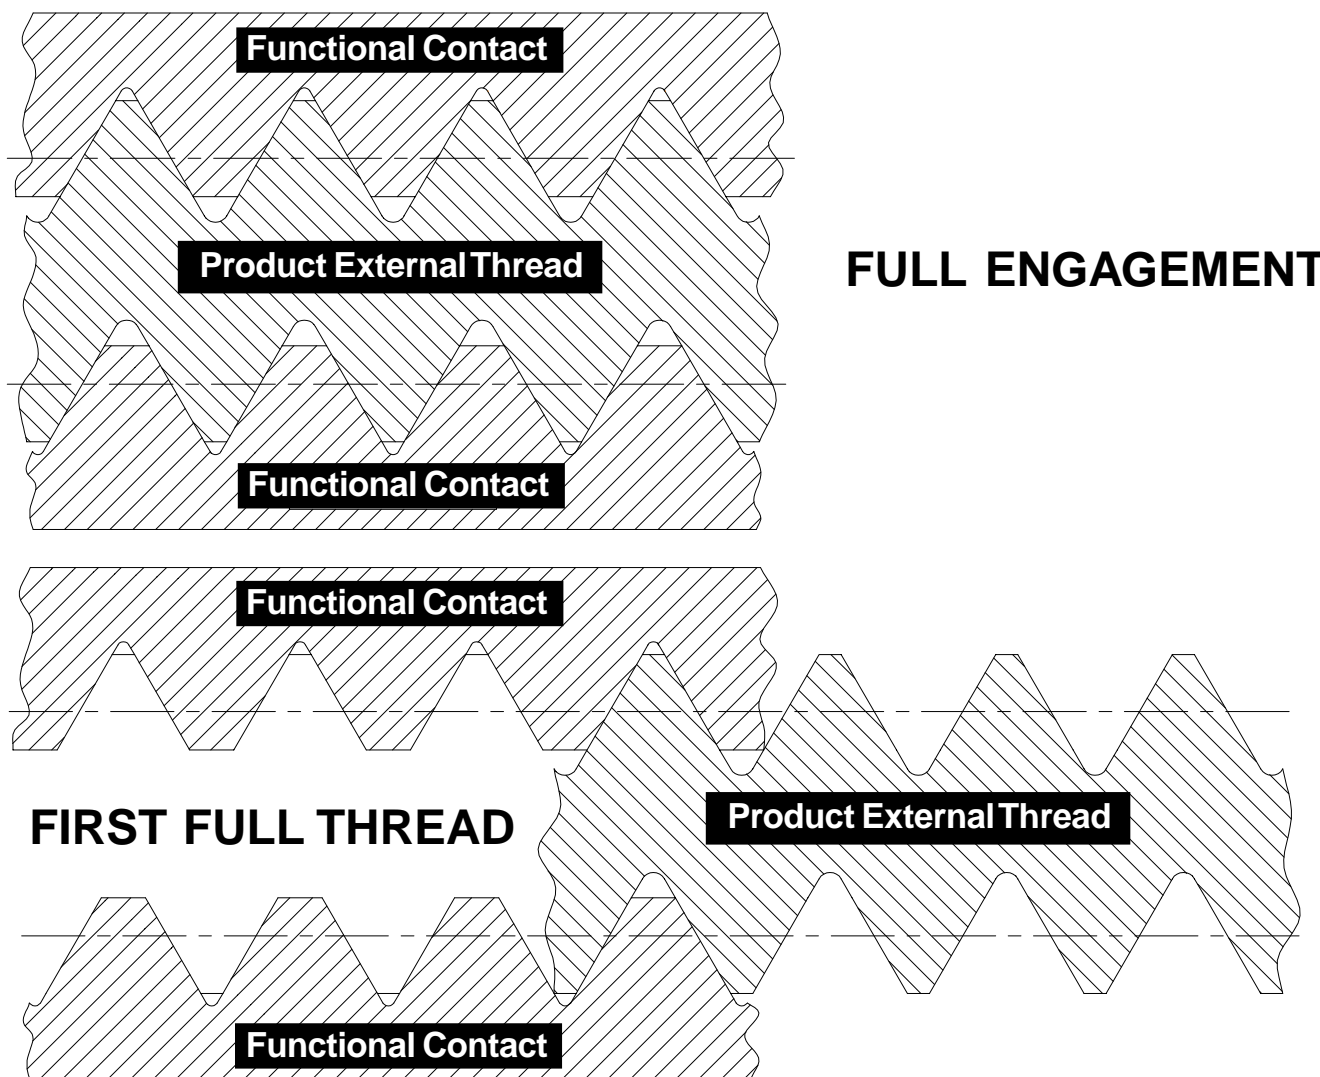 Functional Contact
Product External Thread
FULL ENGAGEMENT
Functional Contact
Functional Contact
FIRST FULL THREAD
Product External Thread
Functional Contact